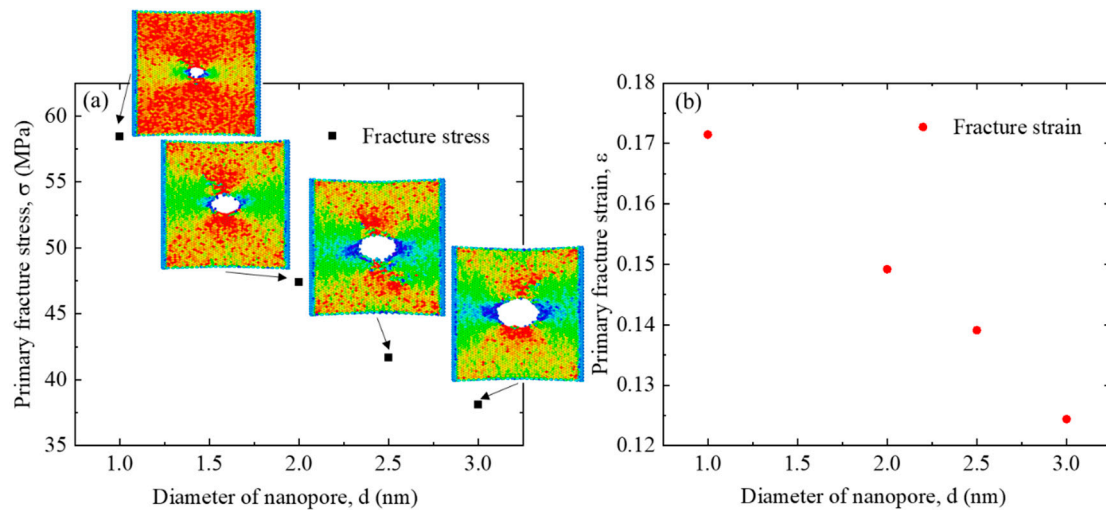 (a)
Fracture stress
Primary fracture stress, σ (MPa)
60
55
50
45
40
35
1.0 1.5 2.0 2.5 3.0
Diameter of nanopore, d (nm)
(b)
Fracture strain
Primary fracture strain, ε
0.18
0.17
0.16
0.15
0.14
0.13
0.12
1.0 1.5 2.0 2.5 3.0
Diameter of nanopore, d (nm)